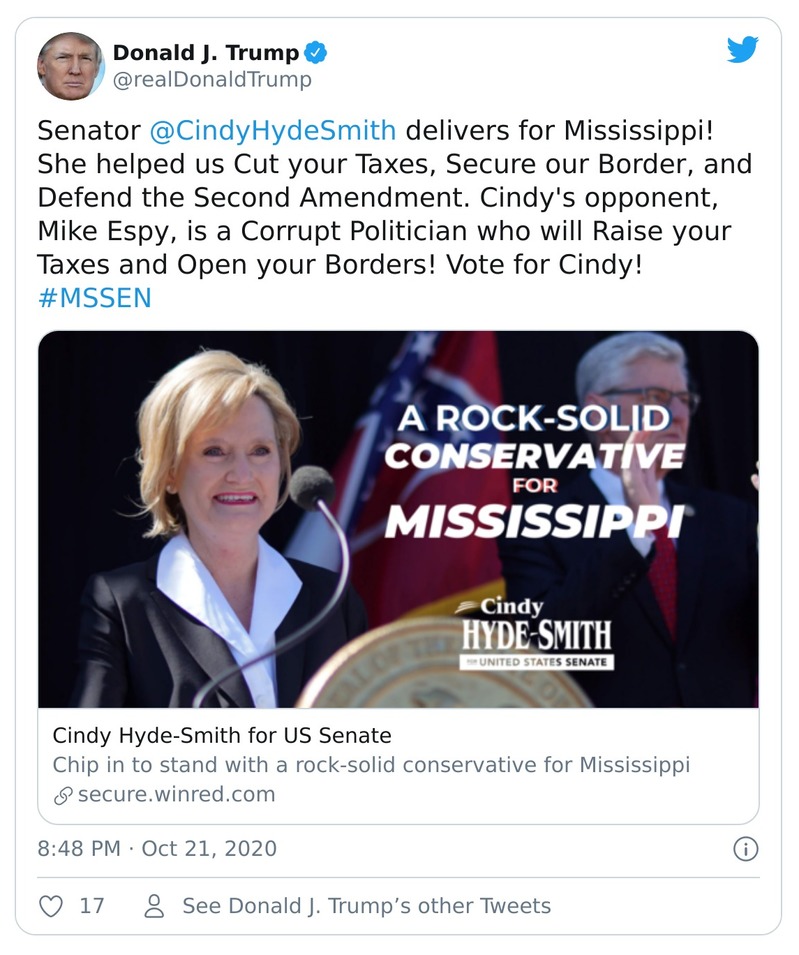 Donald J. Trump
@realDonaldTrump
Senator @CindyHydeSmith delivers for Mississippi!
She helped us Cut your Taxes, Secure our Border, and
Defend the Second Amendment. Cindy's opponent,
Mike Espy, is a Corrupt Politician who will Raise your
Taxes and Open your Borders! Vote for Cindy!
#MSSEN
A ROCK-SOLID
CONSERVATIVE
FOR
MISSISSIPPI
Cindy
HYDE-SMITH
FOR UNITED STATES SENATE
Cindy Hyde-Smith for US Senate
Chip in to stand with a rock-solid conservative for Mississippi
secure.winred.com
8:48 PM · Oct 21, 2020
17
See Donald J. Trump’s other Tweets